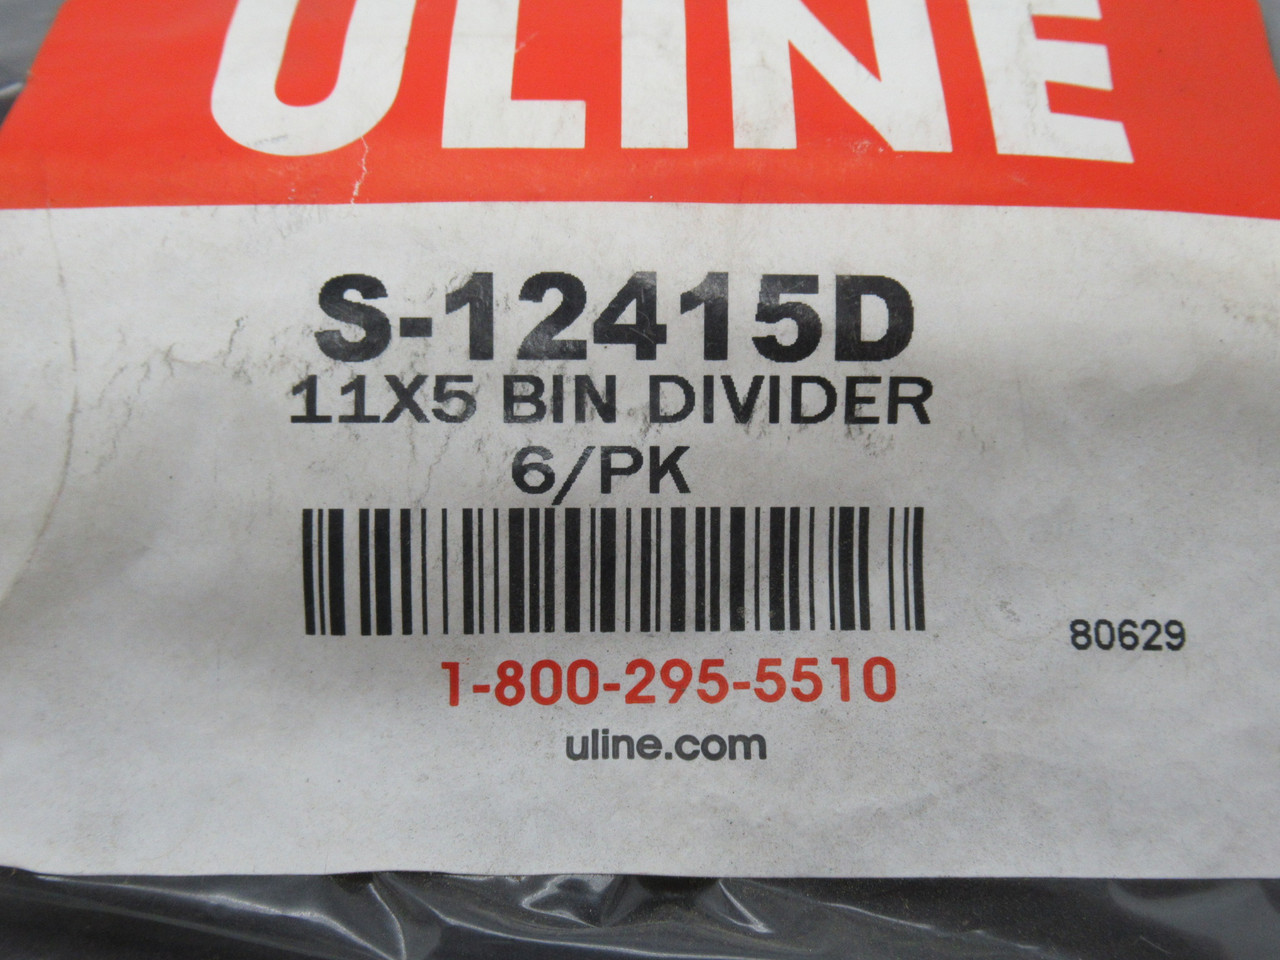 ULINE
S-12415D
11X5 BIN DIVIDER
6/PK
80629
1-800-295-5510
uline.com